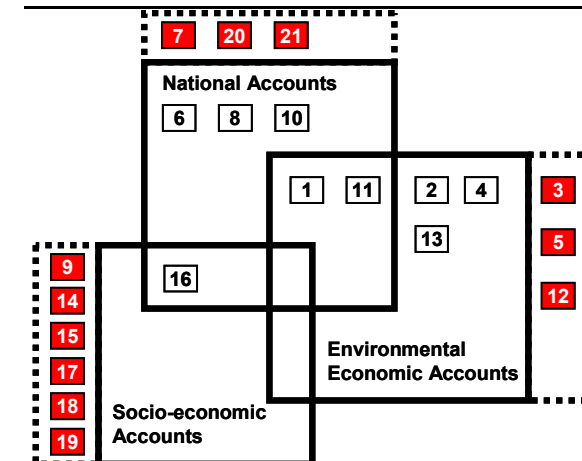 7 20 21
National Accounts
6 8 10
1 11 2 4 3
13 5
9 16
14 12
15
17
18
19
Environmental
Economic Accounts
Socio-economic
Accounts